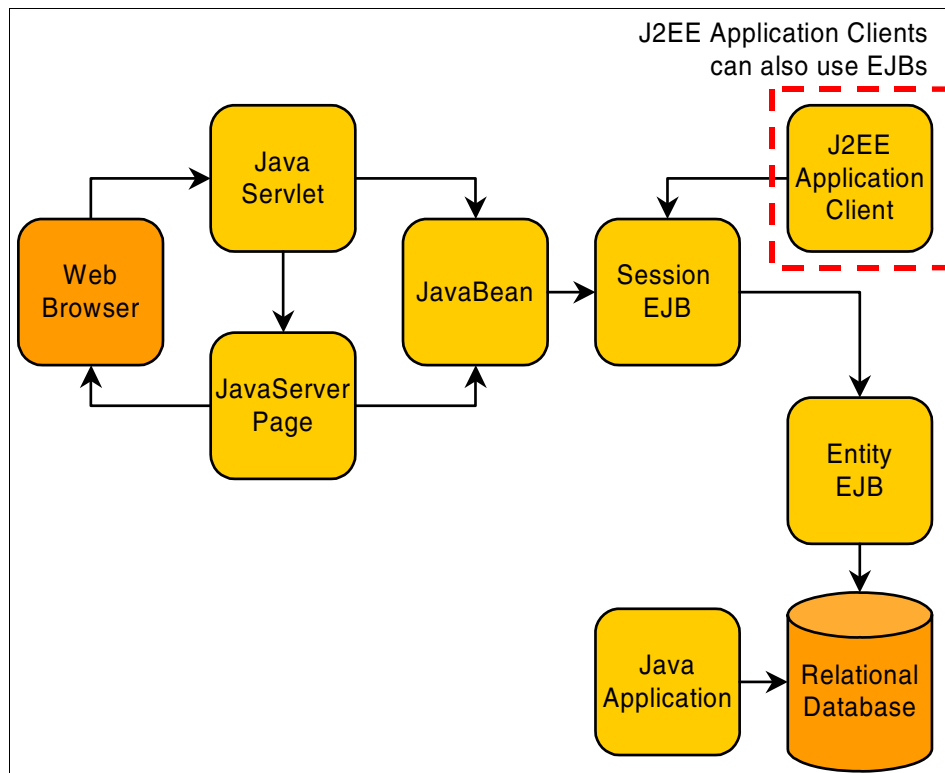 J2EE Application Clients
can also use EJBs
J2EE
Application
Client
Java
Servlet
Web
Browser
JavaBean
Session
EJB
JavaServer
Page
Entity
EJB
Java
Application
Relational
Database